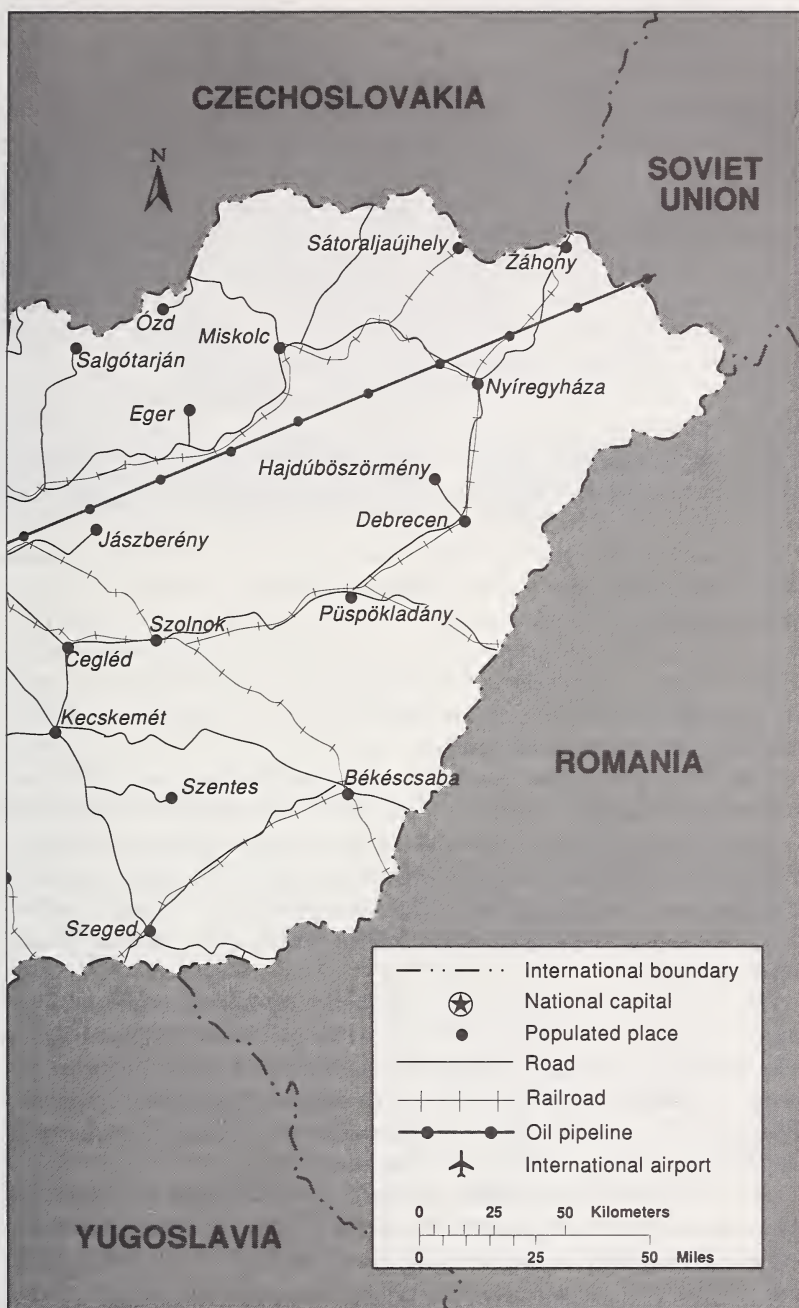 CZECHOSLOVAKIA
N
SOVIET
UNION
Sátoraljaújhely
Záhony
Ózd
Miskolc
Salgótarján
Nyíregyháza
Eger
Hajdúböszörmény
Debrecen
Jászberény
Püspökladány
Szolnok
Cegléd
Kecskemét
ROMANIA
Békéscsaba
Szentes
Szeged
International boundary
National capital
Populated place
Road
Railroad
Oil pipeline
International airport
0 25 50 Kilometers
0 25 50 Miles
YUGOSLAVIA